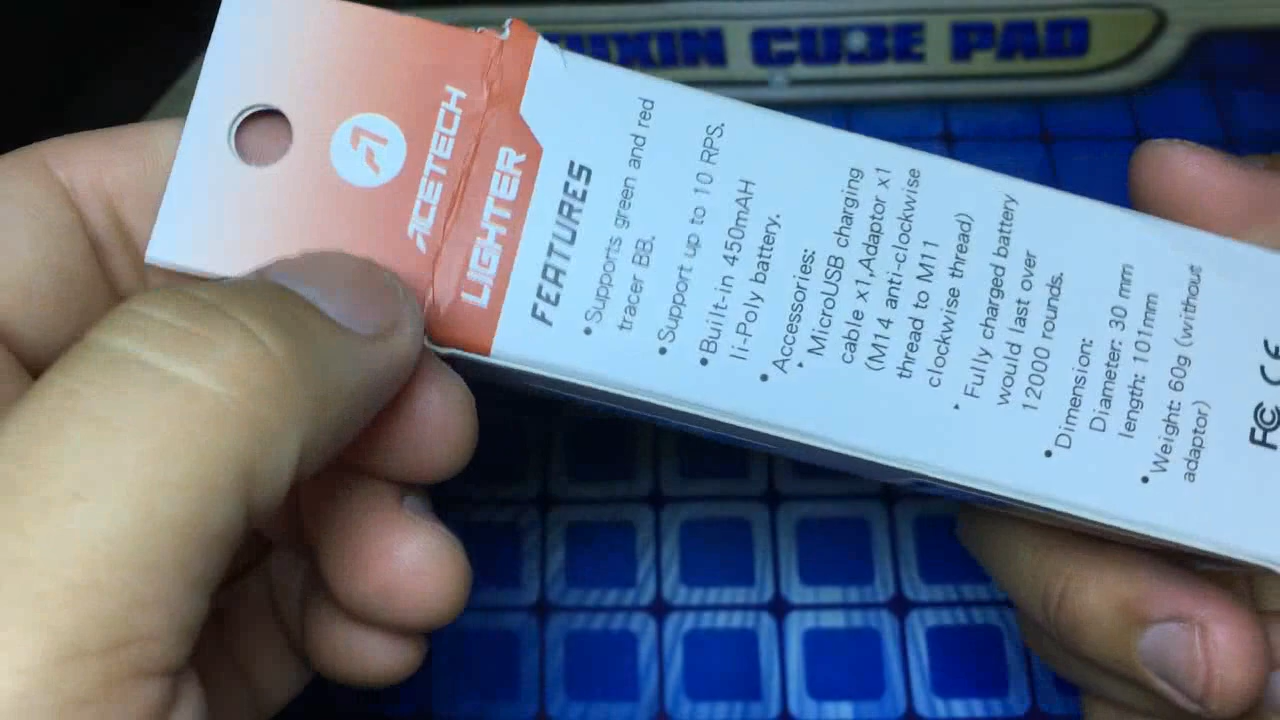 XIN CUBE PAD
ACETECH
LIGHTER
FEATURES
•Supports green and red
tracer BB.
•Support up to 10 RPS.
•Built-in 450mAH
li-Poly battery.
•Accessories:
‣ MicroUSB charging
cable x1,Adaptor x1
(M14 anti-clockwise
thread to M11
clockwise thread)
‣ Fully charged battery
would last over
12000 rounds.
•Dimension:
Diameter: 30 mm
length: 101mm
•Weight: 60g (without
adaptor)
FC CE